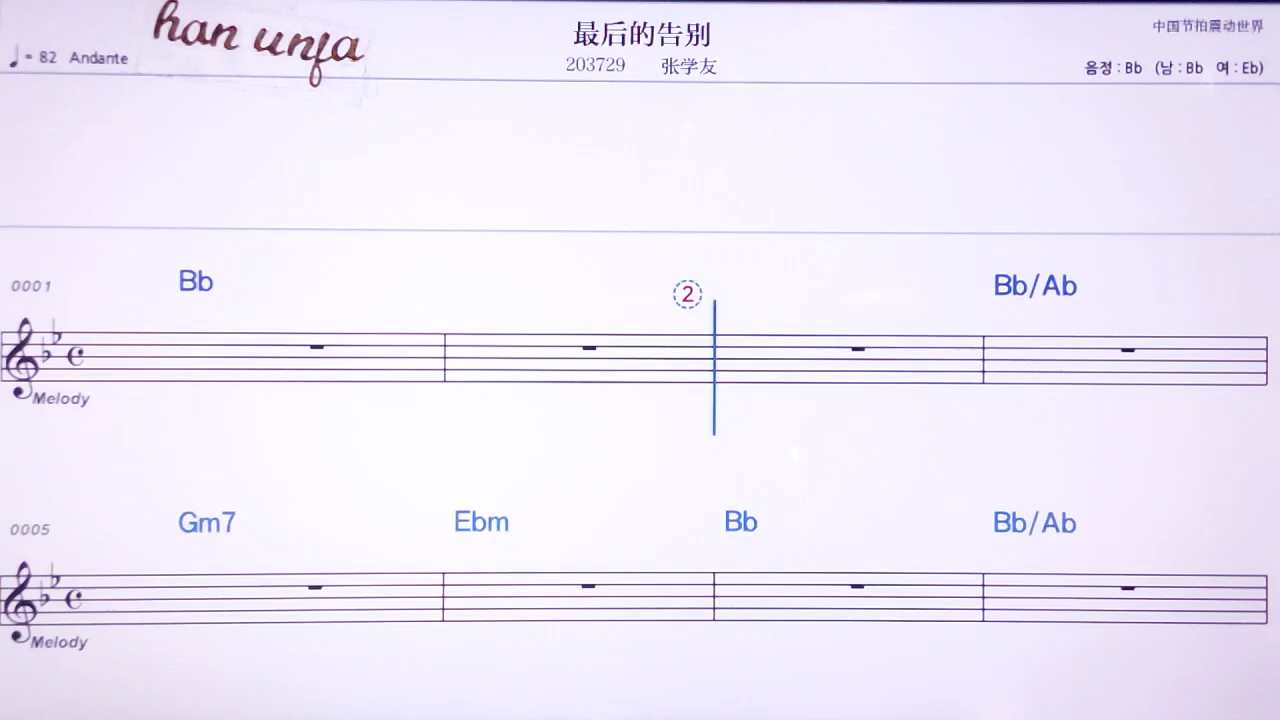 han unfa
♩= 82 Andante
最后的告别
203729 张学友
中国节拍震动世界
음정 : Bb (남 : Bb 여 : Eb)
0001 Bb ② Bb/Ab
Melody
0005 Gm7 Ebm Bb Bb/Ab
Melody